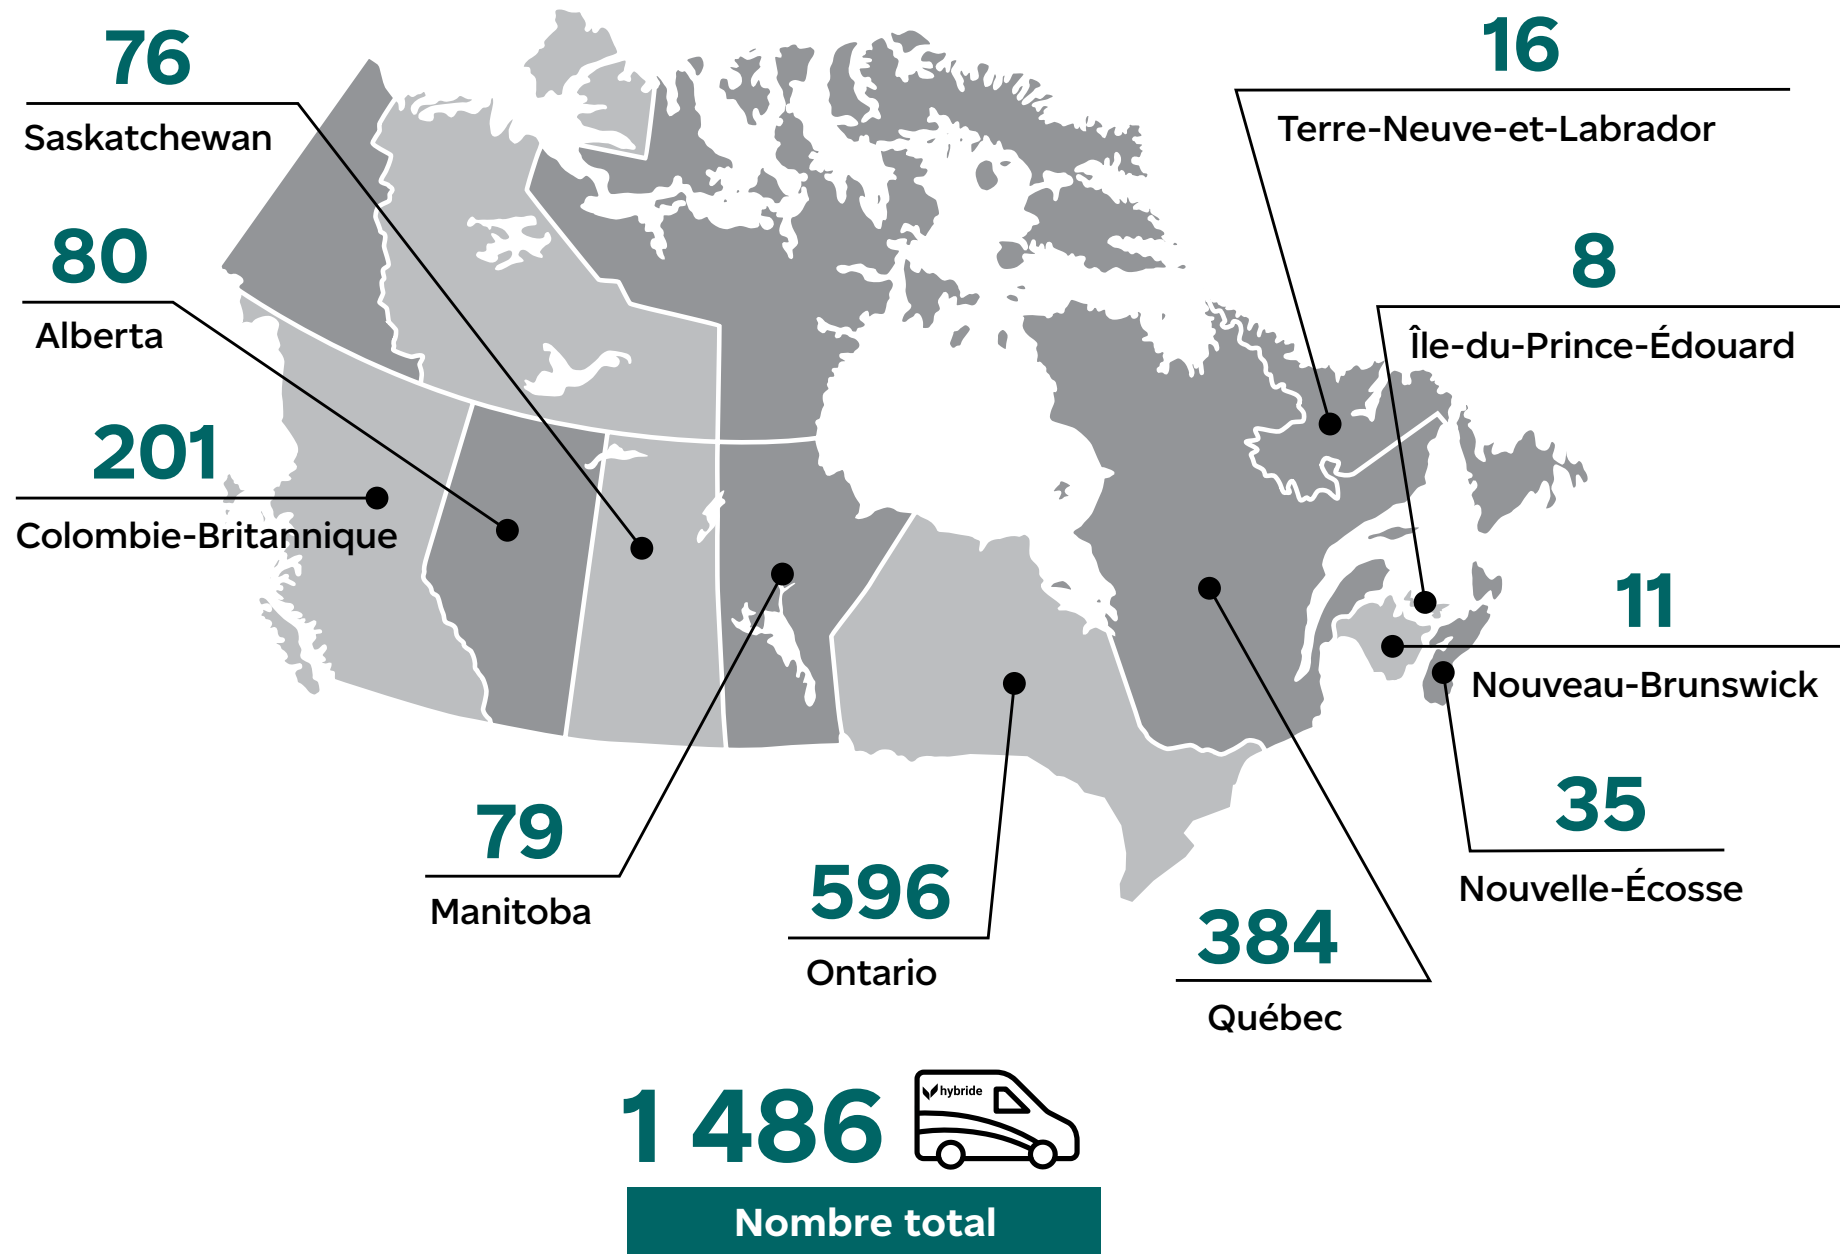 76
Saskatchewan
80
Alberta
201
Colombie-Britannique
79
Manitoba
596
Ontario
384
Québec
16
Terre-Neuve-et-Labrador
8
Île-du-Prince-Édouard
11
Nouveau-Brunswick
35
Nouvelle-Écosse
1 486
hybride
Nombre total